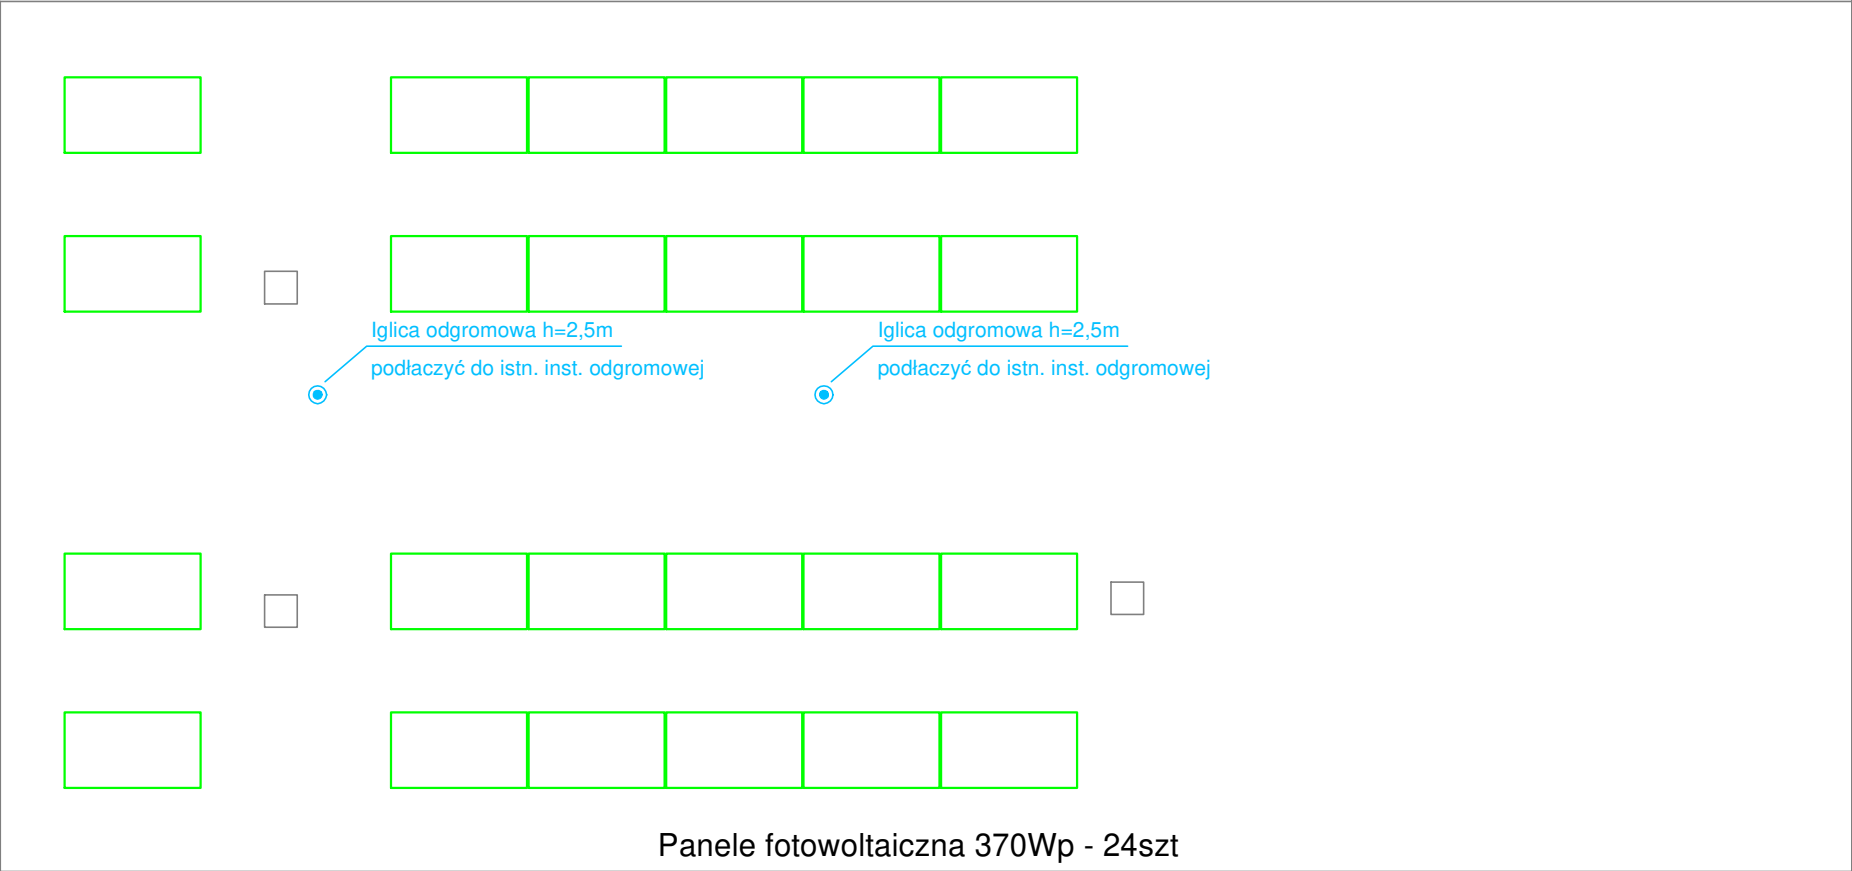 Iglica odgromowa h=2,5m
podłaczyć do istn. inst. odgromowej
Iglica odgromowa h=2,5m
podłaczyć do istn. inst. odgromowej
Panele fotowoltaiczna 370Wp - 24szt